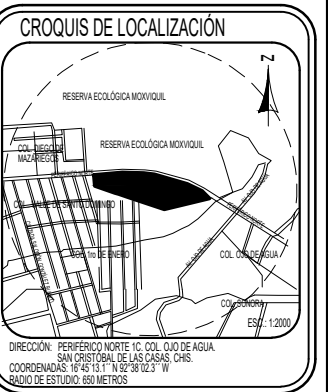 CROQUIS DE LOCALIZACIÓN
N
RESERVA ECOLÓGICA MOXVIQUIL
RESERVA ECOLÓGICA MOXVIQUIL
COL. DIEGO DE
MAZARIEGOS
COL. VALLE DE SANTO DOMINGO
COL. 1ro DE ENERO
COL. OJO DE AGUA
COL. SONORA
ESC.: 1:2000
DIRECCIÓN: PERIFÉRICO NORTE 1C. COL. OJO DE AGUA.
SAN CRISTOBAL DE LAS CASAS, CHIS.
COORDENADAS: 16°45'13.1'' N 92°38'02.3'' W
RADIO DE ESTUDIO: 650 METROS